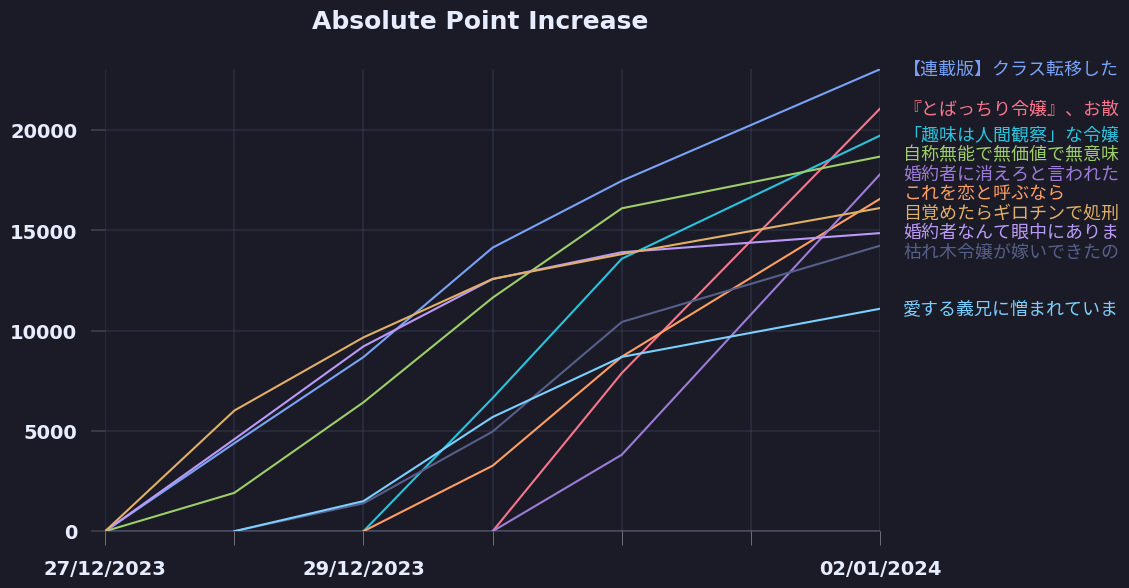 Absolute Point Increase
【連載版】クラス転移した
『とばっちり令嬢』、お散
「趣味は人間観察」な令嬢
自称無能で無価値で無意味
婚約者に消えろと言われた
これを恋と呼ぶなら
目覚めたらギロチンで処刑
婚約者なんて眼中にありま
枯れ木令嬢が嫁いできたの
愛する義兄に憎まれていま
20000
15000
10000
5000
0
27/12/2023
29/12/2023
02/01/2024